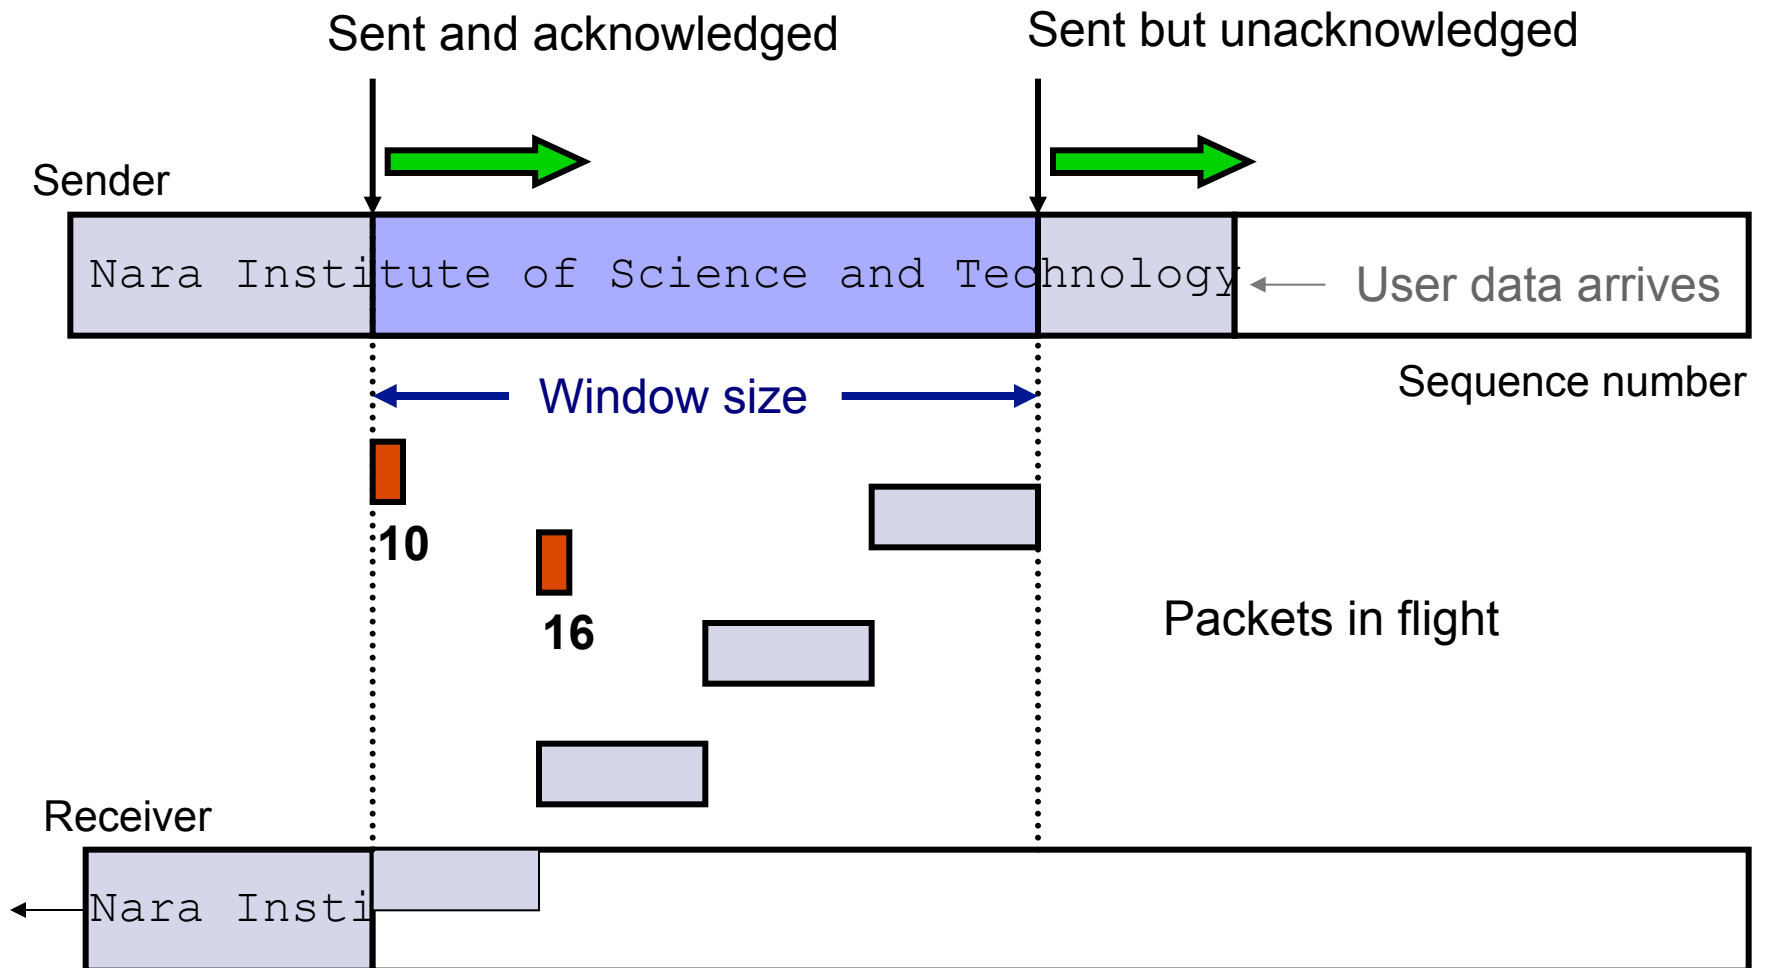 Sent and acknowledged
Sent but unacknowledged
Sender
Nara Institute of Science and Technology
User data arrives
Window size
Sequence number
10
16
Packets in flight
Receiver
Nara Insti